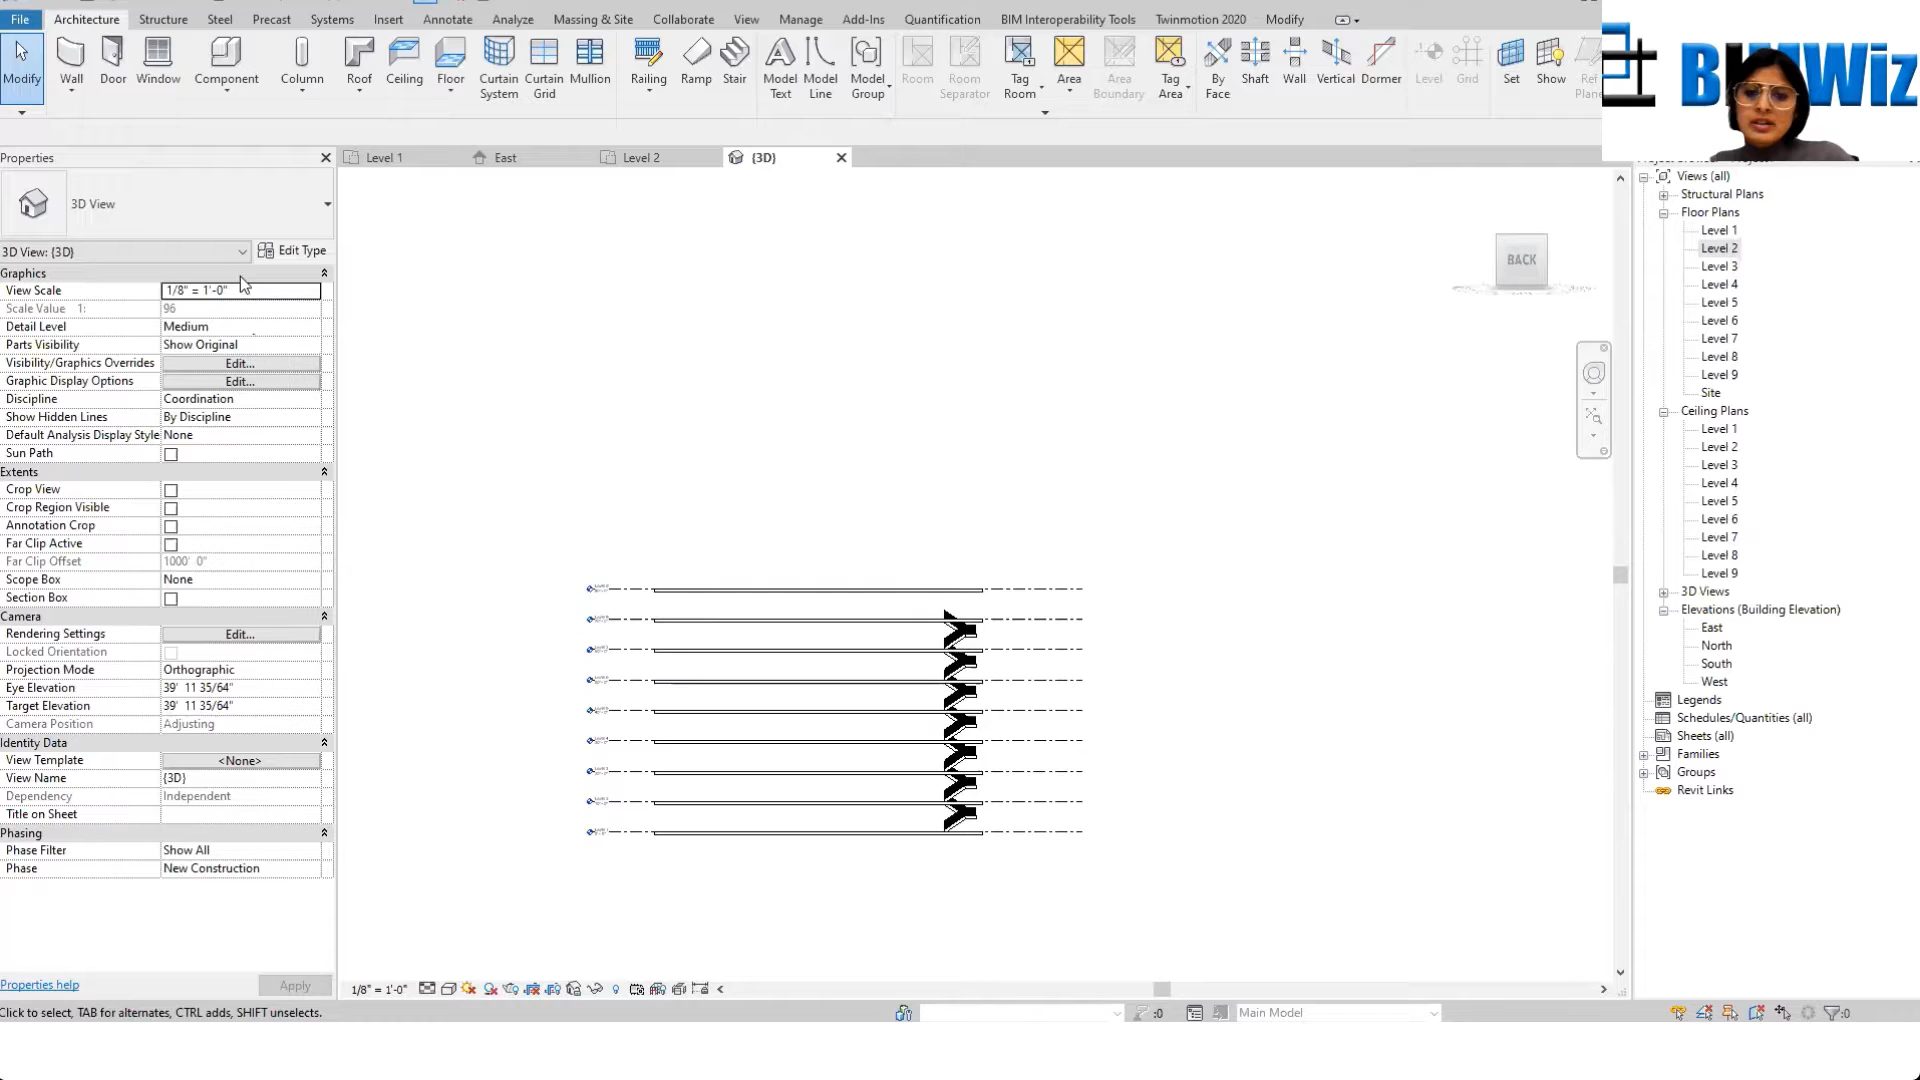 File Architecture Structure Steel Precast Systems Insert Annotate Analyze Massing & Site Collaborate View Manage Add-Ins Quantification BIM Interoperability Tools Twinmotion 2020 Modify
Modify Wall Door Window Component Column Roof Ceiling Floor Curtain System Curtain Grid Mullion Railing Ramp Stair Model Text Model Line Model Group Room Room Separator Tag Room Area Area Boundary Tag Area By Face Shaft Wall Vertical Dormer Level Grid Set Show Ref Plane
Properties
Level 1 East Level 2 {3D}
3D View
3D View: {3D} Edit Type
Graphics
View Scale 1/8" = 1'-0"
Scale Value 1: 96
Detail Level Medium
Parts Visibility Show Original
Visibility/Graphics Overrides Edit...
Graphic Display Options Edit...
Discipline Coordination
Show Hidden Lines By Discipline
Default Analysis Display Style None
Sun Path
Extents
Crop View
Crop Region Visible
Annotation Crop
Far Clip Active
Far Clip Offset 1000' 0"
Scope Box None
Section Box
Camera
Rendering Settings Edit...
Locked Orientation
Projection Mode Orthographic
Eye Elevation 39' 11 35/64"
Target Elevation 39' 11 35/64"
Camera Position Adjusting
Identity Data
View Template <None>
View Name {3D}
Dependency Independent
Title on Sheet
Phasing
Phase Filter Show All
Phase New Construction
Properties help Apply
BACK
1/8" = 1'-0"
Click to select, TAB for alternates, CTRL adds, SHIFT unselects.
:0 Main Model :0
Views (all)
Structural Plans
Floor Plans
Level 1
Level 2
Level 3
Level 4
Level 5
Level 6
Level 7
Level 8
Level 9
Site
Ceiling Plans
Level 1
Level 2
Level 3
Level 4
Level 5
Level 6
Level 7
Level 8
Level 9
3D Views
Elevations (Building Elevation)
East
North
South
West
Legends
Schedules/Quantities (all)
Sheets (all)
Families
Groups
Revit Links